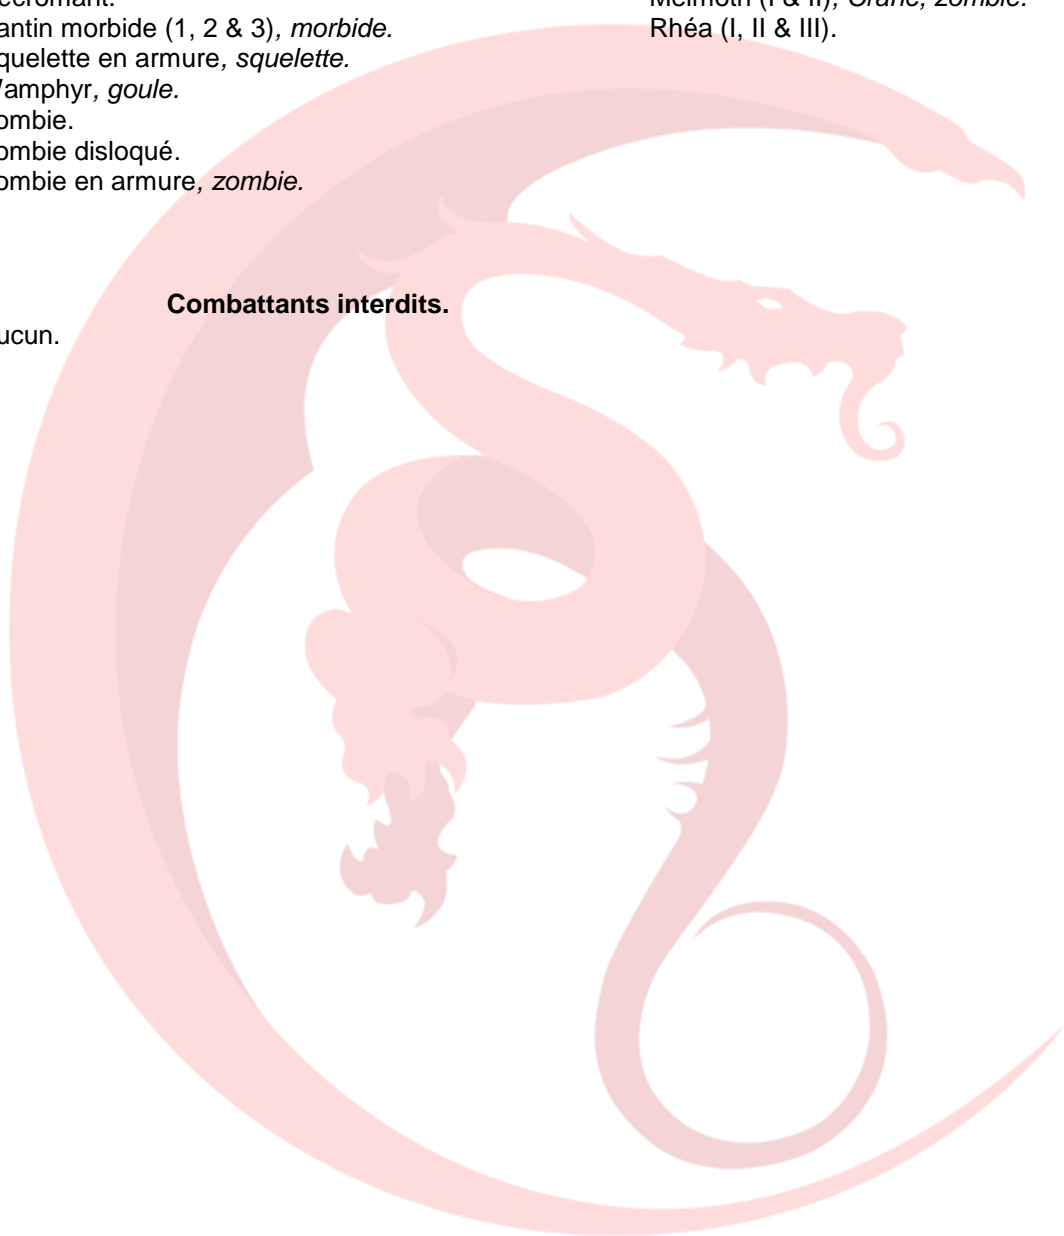 antin morbide (1, 2 & 3), morbide.
quelette en armure, squelette.
amphyr, goule.
ombie.
ombie disloqué.
ombie en armure, zombie.
Rhéa (I, II & III).
Combattants interdits.
ucun.